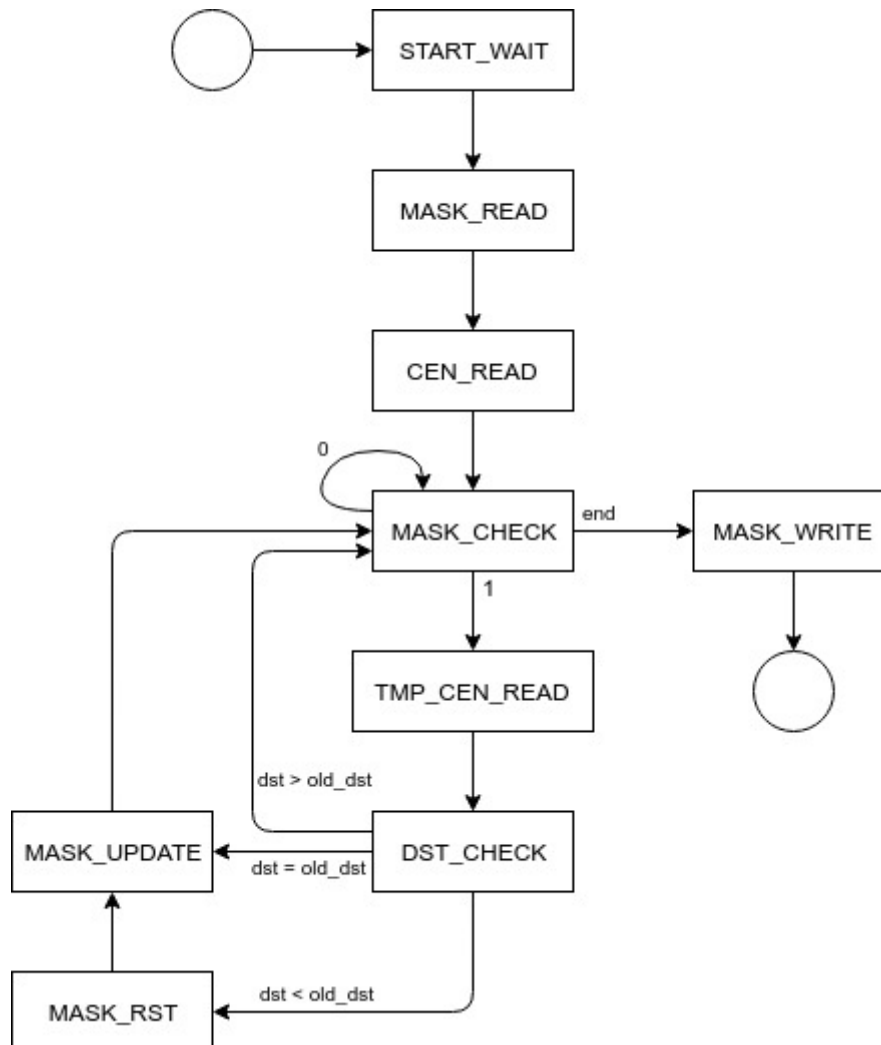 START_WAIT
MASK_READ
CEN_READ
0
MASK_CHECK
end
MASK_WRITE
1
TMP_CEN_READ
dst > old_dst
MASK_UPDATE
dst = old_dst
DST_CHECK
dst < old_dst
MASK_RST